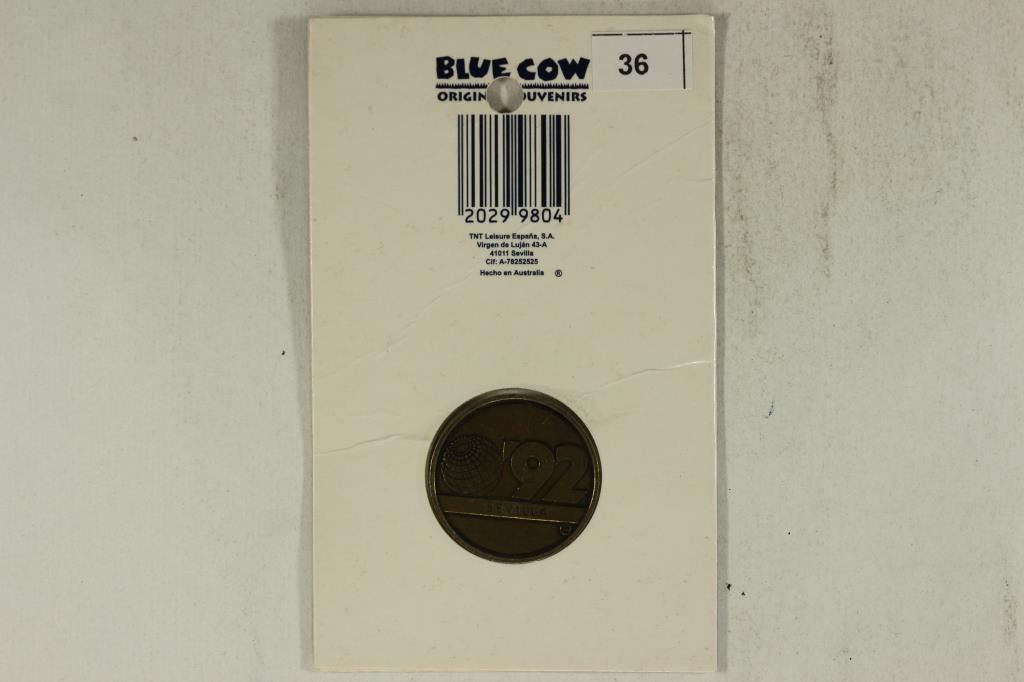 BLUE COW
36
ORIGIN OUVENIRS
2029 9804
TNT Leisure España, S.A.
Virgen de Luján 43-A
41011 Sevilla
Cif: A-78252525
Hecho en Australia ®
'92
SEVILLA